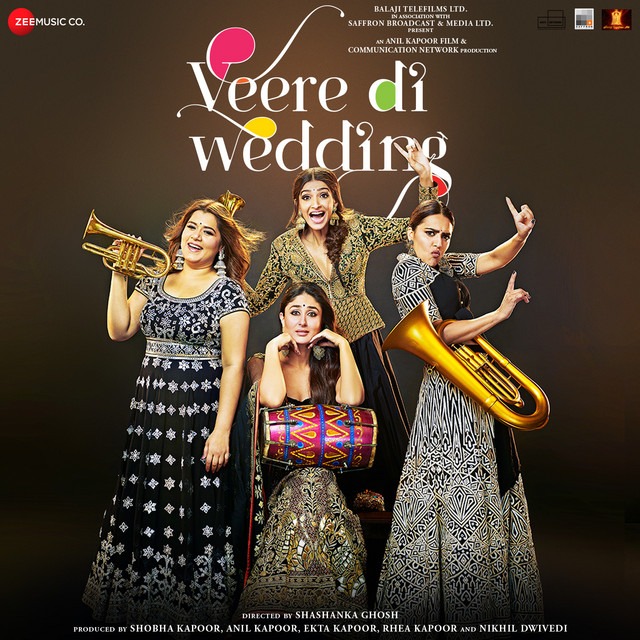 ZEEMUSIC CO.
BALAJI TELEFILMS LTD.
IN ASSOCIATION WITH
SAFFRON BROADCAST & MEDIA LTD.
PRESENT
AN ANIL KAPOOR FILM &
COMMUNICATION NETWORK PRODUCTION
Veere di
wedding
DIRECTED BY SHASHANKA GHOSH
PRODUCED BY SHOBHA KAPOOR, ANIL KAPOOR, EKTA KAPOOR, RHEA KAPOOR AND NIKHIL DWIVEDI